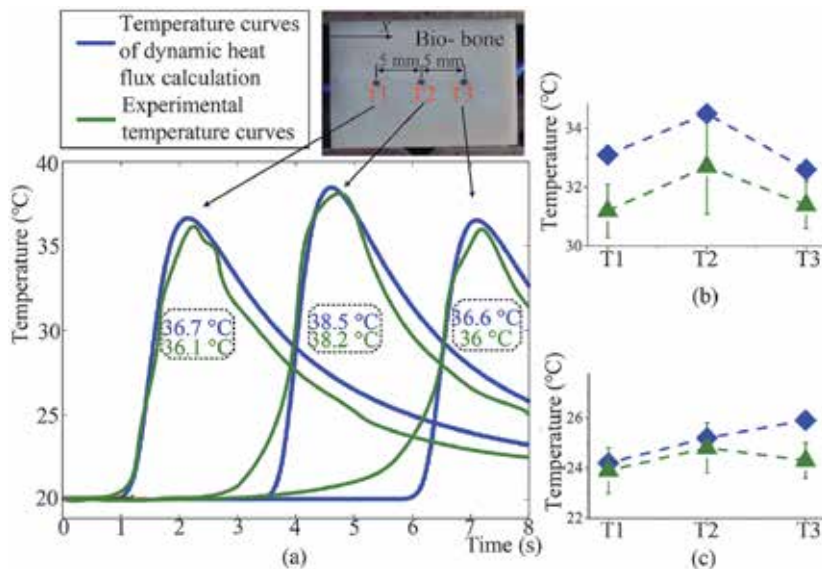 Temperature curves
of dynamic heat
flux calculation
Experimental
temperature curves
X
Bio- bone
5 mm 5 mm
T1 T2 T3
Temperature (°C)
40
35
30
25
20
36.7 °C
36.1 °C
38.5 °C
38.2 °C
36.6 °C
36 °C
0 1 2 3 4 5 6 7 8
Time (s)
(a)
Temperature (°C)
34
32
30
T1 T2 T3
(b)
Temperature (°C)
26
24
22
T1 T2 T3
(c)